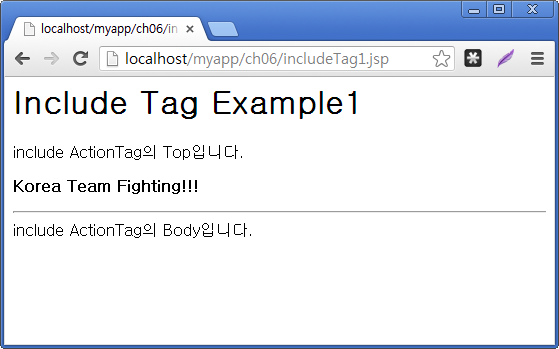 localhost/myapp/ch06/in
localhost/myapp/ch06/includeTag1.jsp
Include Tag Example1
include ActionTag의 Top입니다.
Korea Team Fighting!!!
include ActionTag의 Body입니다.